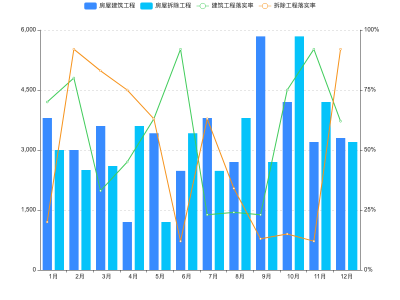 房屋建筑工程 房屋拆除工程 建筑工程落实率 拆除工程落实率
6,000 100%
4,500 75%
3,000 50%
1,500 25%
0 0%
1月 2月 3月 4月 5月 6月 7月 8月 9月 10月 11月 12月